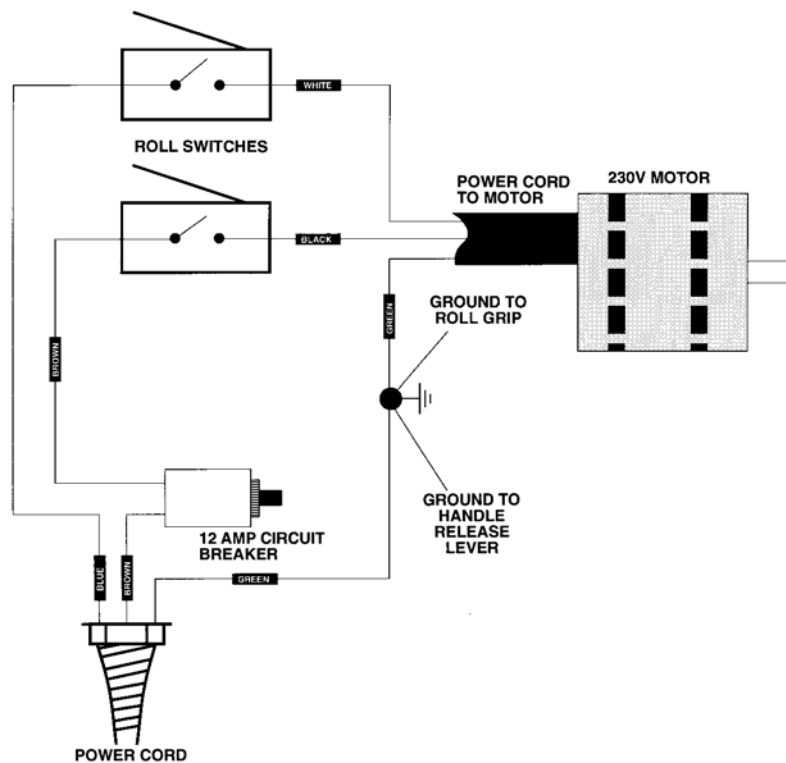 WHITE
ROLL SWITCHES
POWER CORD
TO MOTOR
230V MOTOR
BLACK
GROUND TO
ROLL GRIP
GREEN
BROWN
GROUND TO
HANDLE
RELEASE
LEVER
12 AMP CIRCUIT
BREAKER
BLUE
BROWN
GREEN
POWER CORD